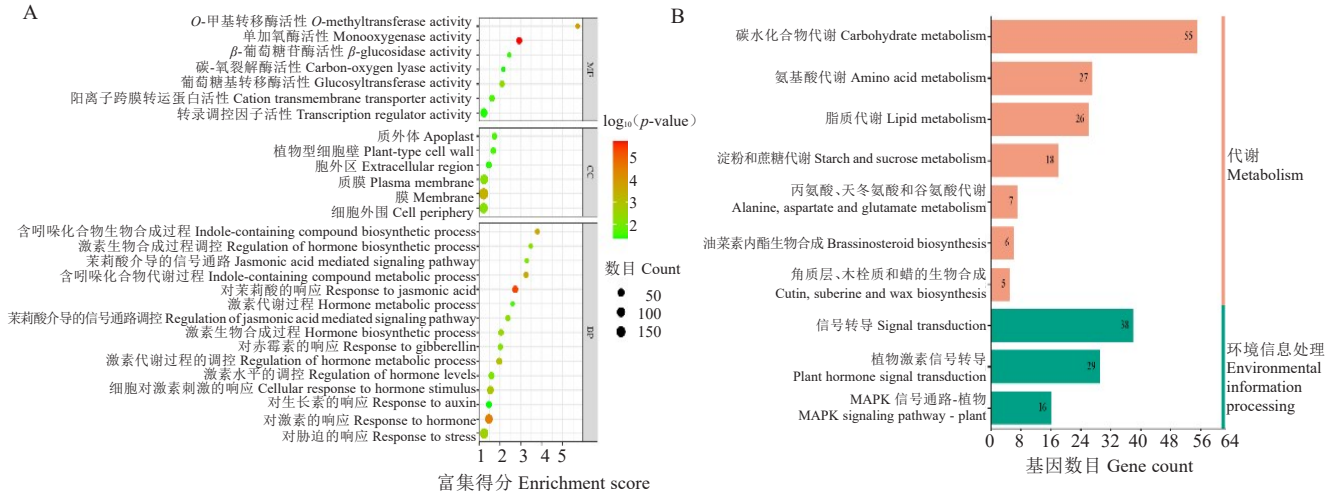 A
O-甲基转移酶活性 O-methyltransferase activity
单加氧酶活性 Monooxygenase activity
β-葡萄糖苷酶活性 β-glucosidase activity
碳-氧裂解酶活性 Carbon-oxygen lyase activity
葡萄糖基转移酶活性 Glucosyltransferase activity
阳离子跨膜转运蛋白活性 Cation transmembrane transporter activity
转录调控因子活性 Transcription regulator activity
MF
质外体 Apoplast
植物型细胞壁 Plant-type cell wall
胞外区 Extracellular region
质膜 Plasma membrane
膜 Membrane
细胞外围 Cell periphery
CC
含吲哚化合物生物合成过程 Indole-containing compound biosynthetic process
激素生物合成过程调控 Regulation of hormone biosynthetic process
茉莉酸介导的信号通路 Jasmonic acid mediated signaling pathway
含吲哚化合物代谢过程 Indole-containing compound metabolic process
对茉莉酸的响应 Response to jasmonic acid
激素代谢过程 Hormone metabolic process
茉莉酸介导的信号通路调控 Regulation of jasmonic acid mediated signaling pathway
激素生物合成过程 Hormone biosynthetic process
对赤霉素的响应 Response to gibberellin
激素代谢过程的调控 Regulation of hormone metabolic process
激素水平的调控 Regulation of hormone levels
细胞对激素刺激的响应 Cellular response to hormone stimulus
对生长素的响应 Response to auxin
对激素的响应 Response to hormone
对胁迫的响应 Response to stress
BP
1 2 3 4 5
富集得分 Enrichment score
log₁₀(p-value)
5
4
3
2
数目 Count
50
100
150
B
碳水化合物代谢 Carbohydrate metabolism
55
氨基酸代谢 Amino acid metabolism
27
脂质代谢 Lipid metabolism
26
淀粉和蔗糖代谢 Starch and sucrose metabolism
18
丙氨酸、天冬氨酸和谷氨酸代谢
Alanine, aspartate and glutamate metabolism
7
油菜素内酯生物合成 Brassinosteroid biosynthesis
6
角质层、木栓质和蜡的生物合成
Cutin, suberine and wax biosynthesis
5
信号转导 Signal transduction
38
植物激素信号转导
Plant hormone signal transduction
29
MAPK 信号通路-植物
MAPK signaling pathway - plant
16
0 8 16 24 32 40 48 56 64
基因数目 Gene count
代谢
Metabolism
环境信息处理
Environmental
information
processing